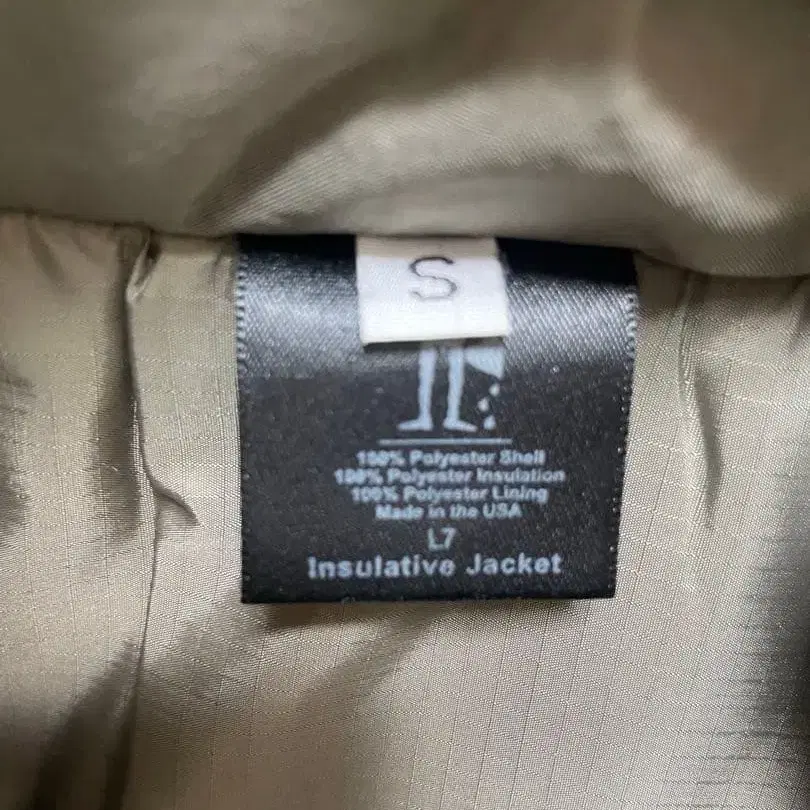 S
100% Polyester Shell
100% Polyester Insulation
100% Polyester Lining
Made in the USA
L7
Insulative Jacket